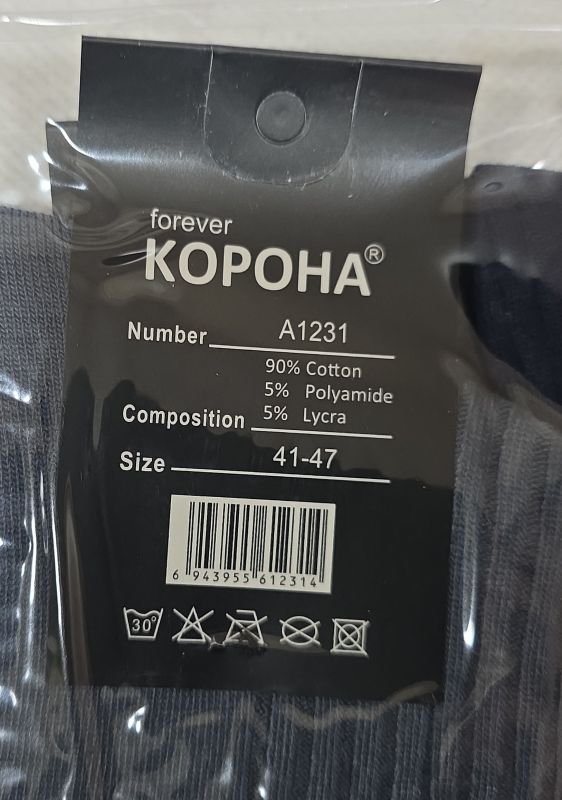 forever
КОРОНА®
Number A1231
90% Cotton
5% Polyamide
Composition 5% Lycra
Size 41-47
6 943955 612314
30°